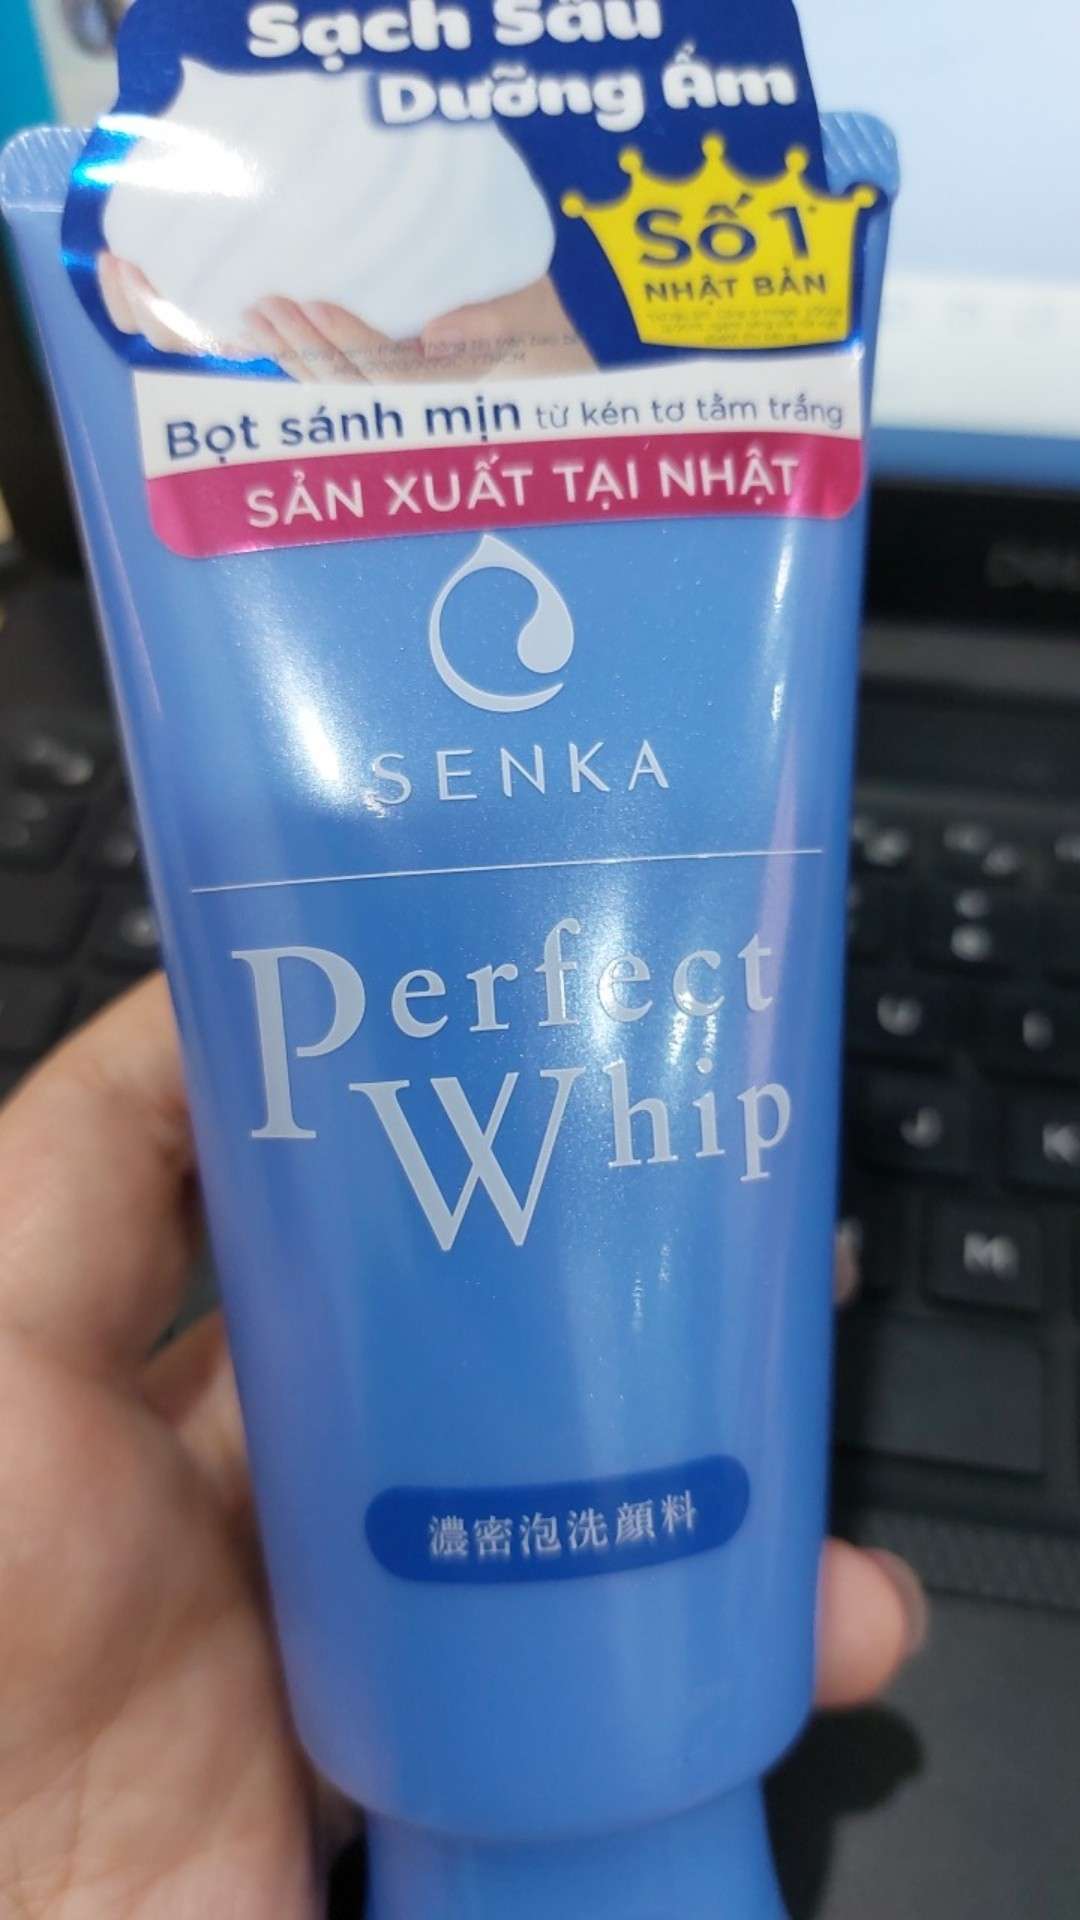 Sạch Sâu
Dưỡng Ẩm
Số 1*
NHẬT BẢN
Bọt sánh mịn từ kén tơ tằm trắng
SẢN XUẤT TẠI NHẬT
SENKA
Perfect
Whip
濃密泡洗顔料
U
I
J
K
M